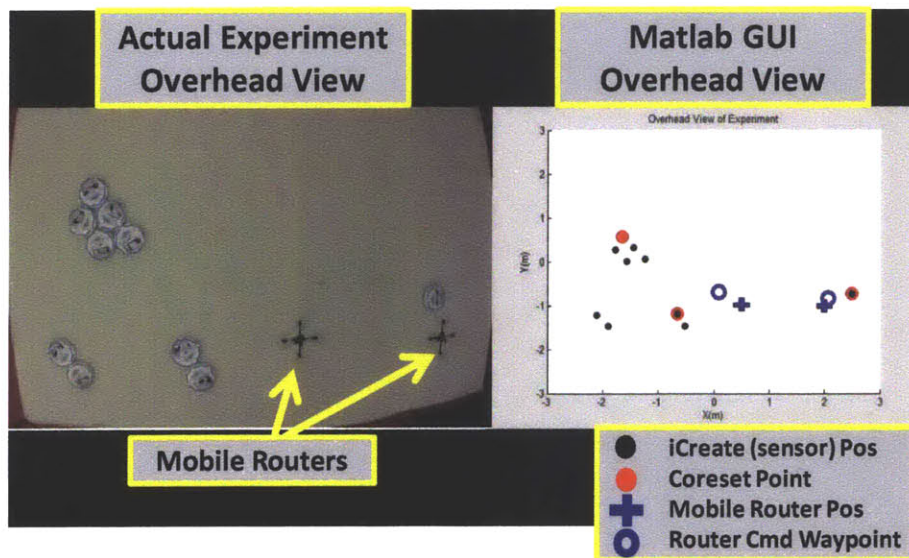 Actual Experiment
Overhead View
Matlab GUI
Overhead View
Overhead View of Experiment
3
2
1
0
-1
-2
-3
Y(m)
-3
-2
-1
0
1
2
3
X(m)
Mobile Routers
iCreate (sensor) Pos
Coreset Point
Mobile Router Pos
Router Cmd Waypoint